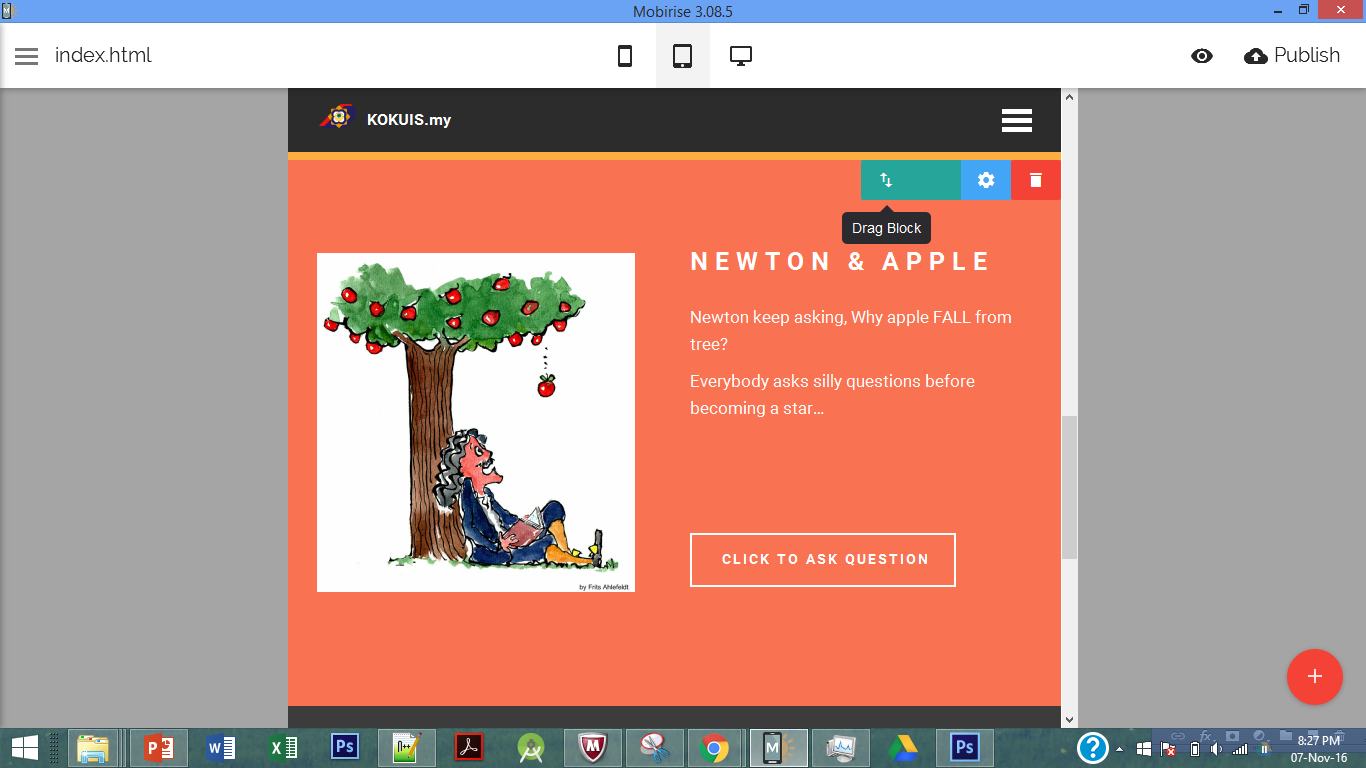 Mobirise 3.08.5
index.html
Publish
KOKUIS.my
Drag Block
NEWTON & APPLE
Newton keep asking, Why apple FALL from
tree?
Everybody asks silly questions before
becoming a star...
CLICK TO ASK QUESTION
by Frits Ahlefeldt
8:27 PM
07-Nov-16